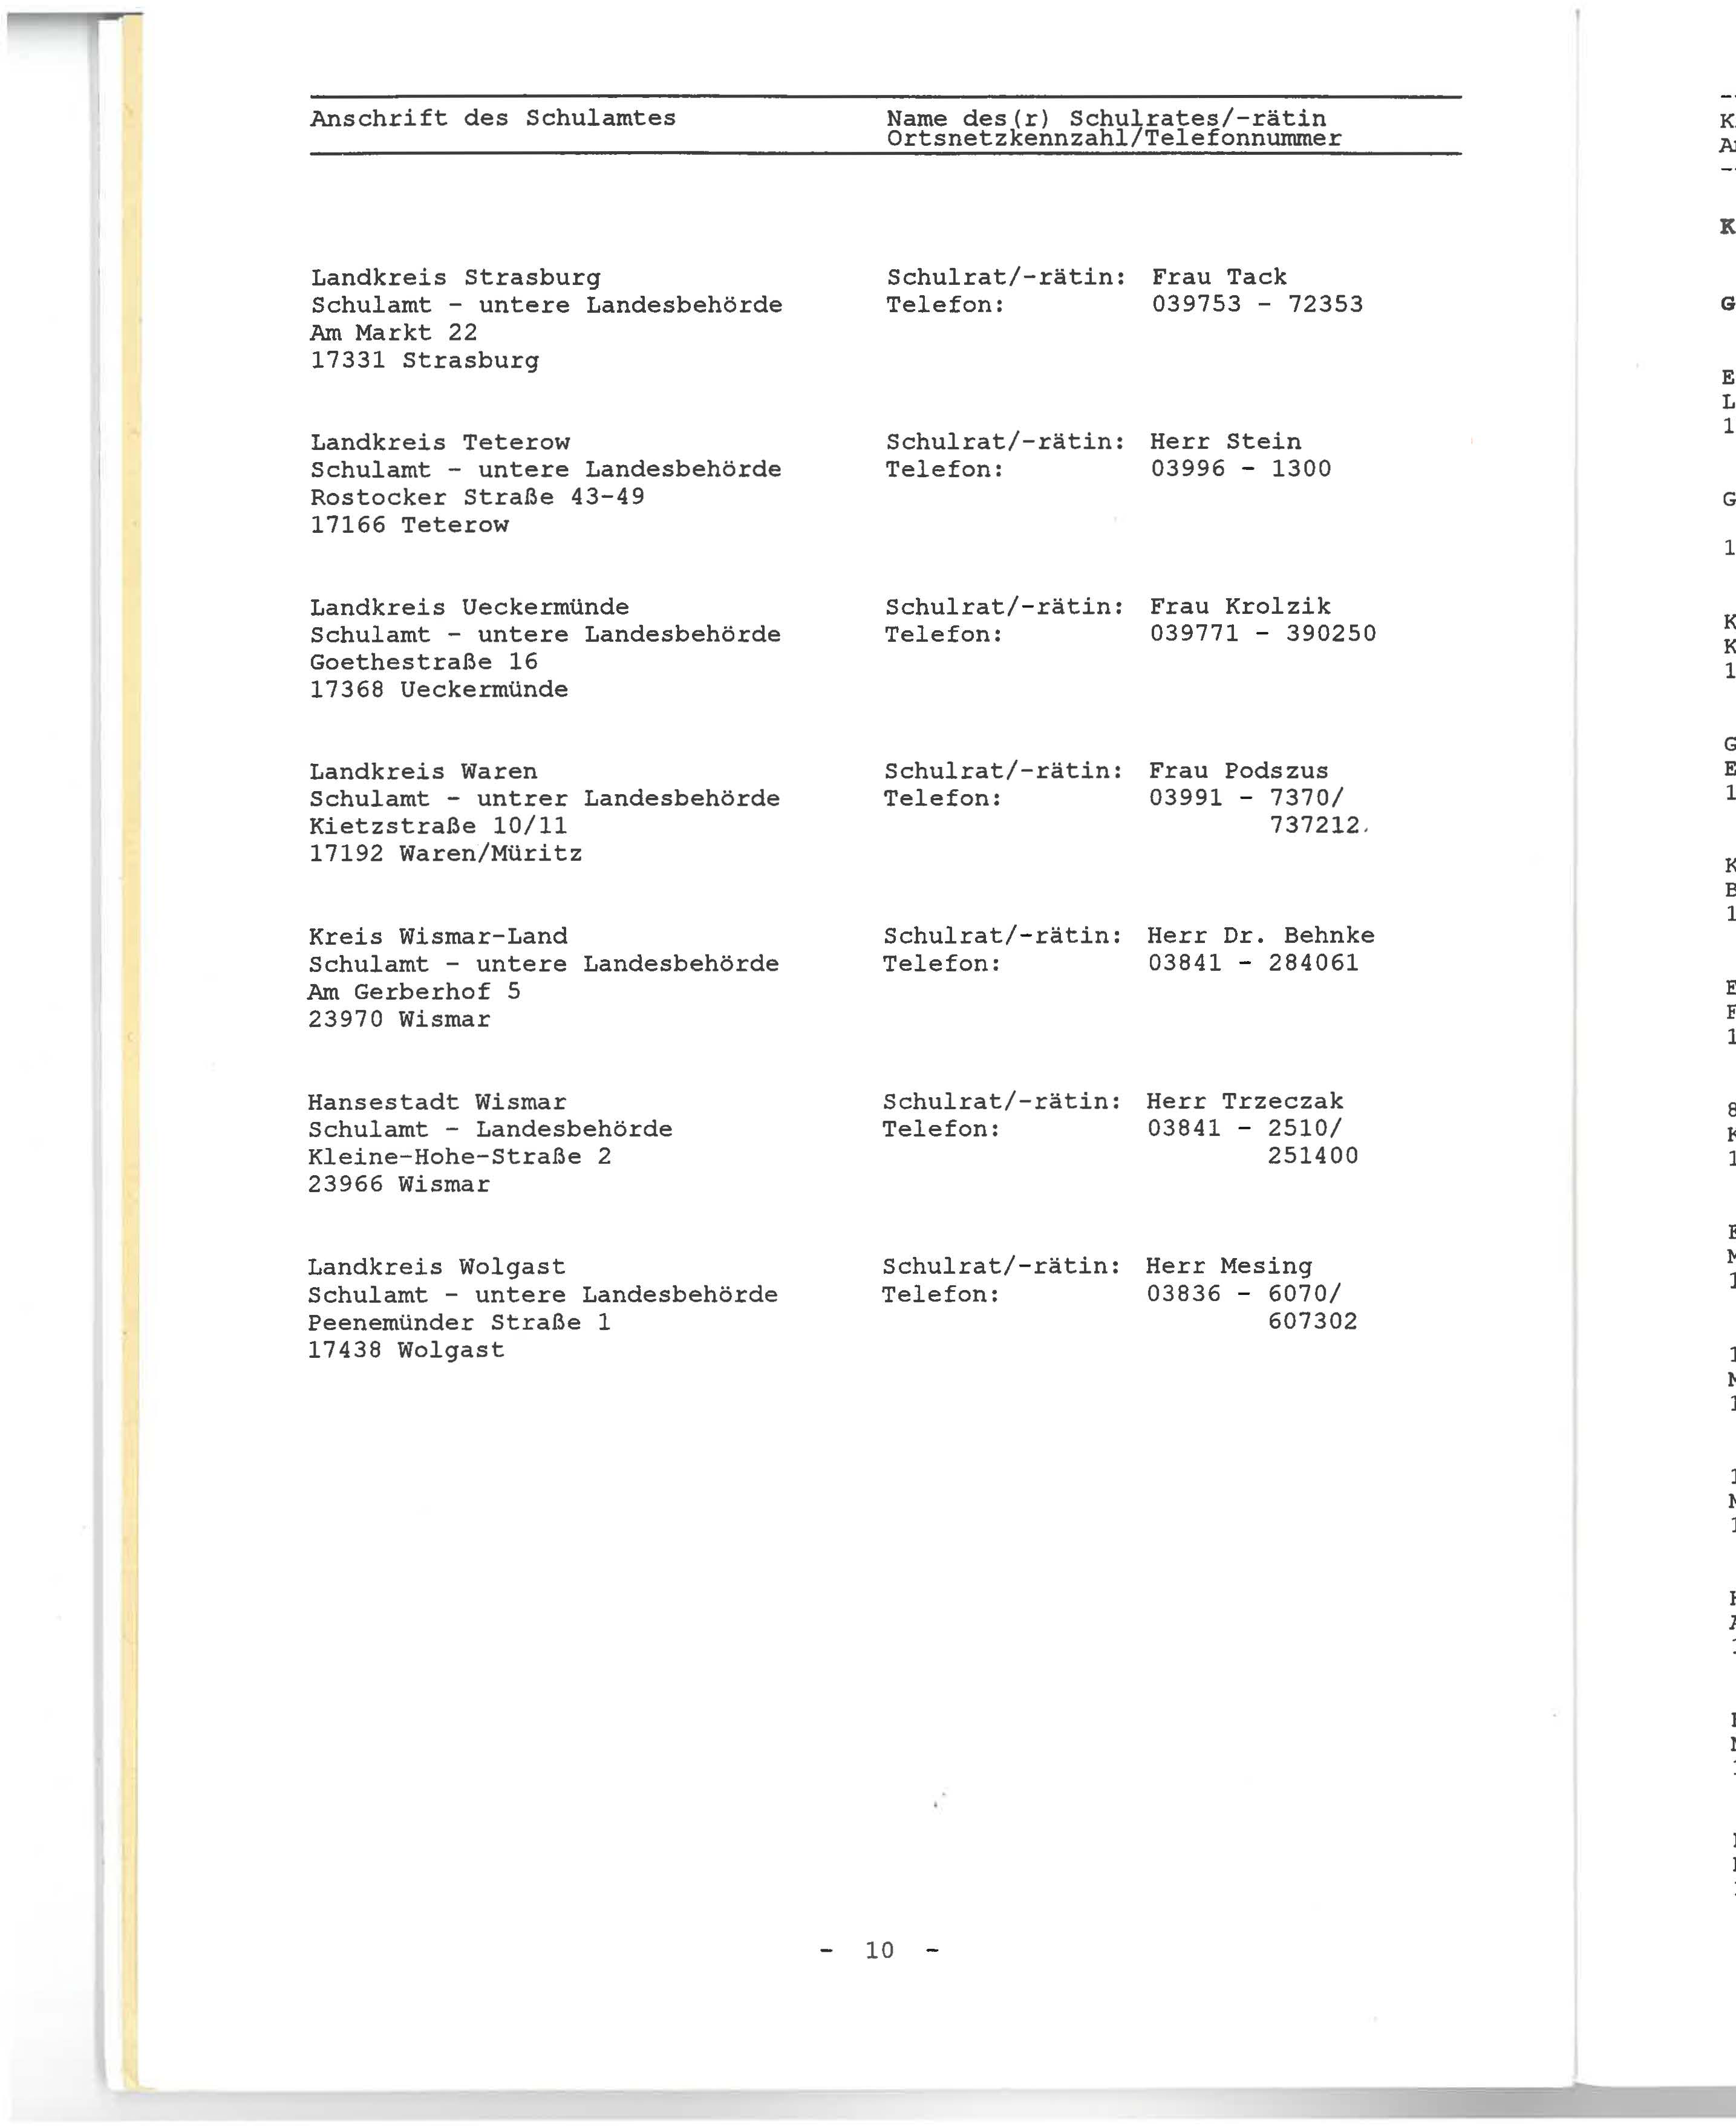 Anschrift des Schulamtes Name des(r) Schulrates/-rätin
Ortsnetzkennzahl/Telefonnummer
Landkreis Strasburg Schulrat/-rätin: Frau Tack
Schulamt - untere Landesbehörde Telefon: 039753 - 72353
Am Markt 22
17331 Strasburg
Landkreis Teterow Schulrat/-rätin: Herr Stein
Schulamt - untere Landesbehörde Telefon: 03996 - 1300
Rostocker Straße 43-49
17166 Teterow
Landkreis Ueckermünde Schulrat/-rätin: Frau Krolzik
Schulamt - untere Landesbehörde Telefon: 039771 - 390250
Goethestraße 16
17368 Ueckermünde
Landkreis Waren Schulrat/-rätin: Frau Podszus
Schulamt - untrer Landesbehörde Telefon: 03991 - 7370/
Kietzstraße 10/11 737212
17192 Waren/Müritz
Kreis Wismar-Land Schulrat/-rätin: Herr Dr. Behnke
Schulamt - untere Landesbehörde Telefon: 03841 - 284061
Am Gerberhof 5
23970 Wismar
Hansestadt Wismar Schulrat/-rätin: Herr Trzeczak
Schulamt - Landesbehörde Telefon: 03841 - 2510/
Kleine-Hohe-Straße 2 251400
23966 Wismar
Landkreis Wolgast Schulrat/-rätin: Herr Mesing
Schulamt - untere Landesbehörde Telefon: 03836 - 6070/
Peenemünder Straße 1 607302
17438 Wolgast
- 10 -